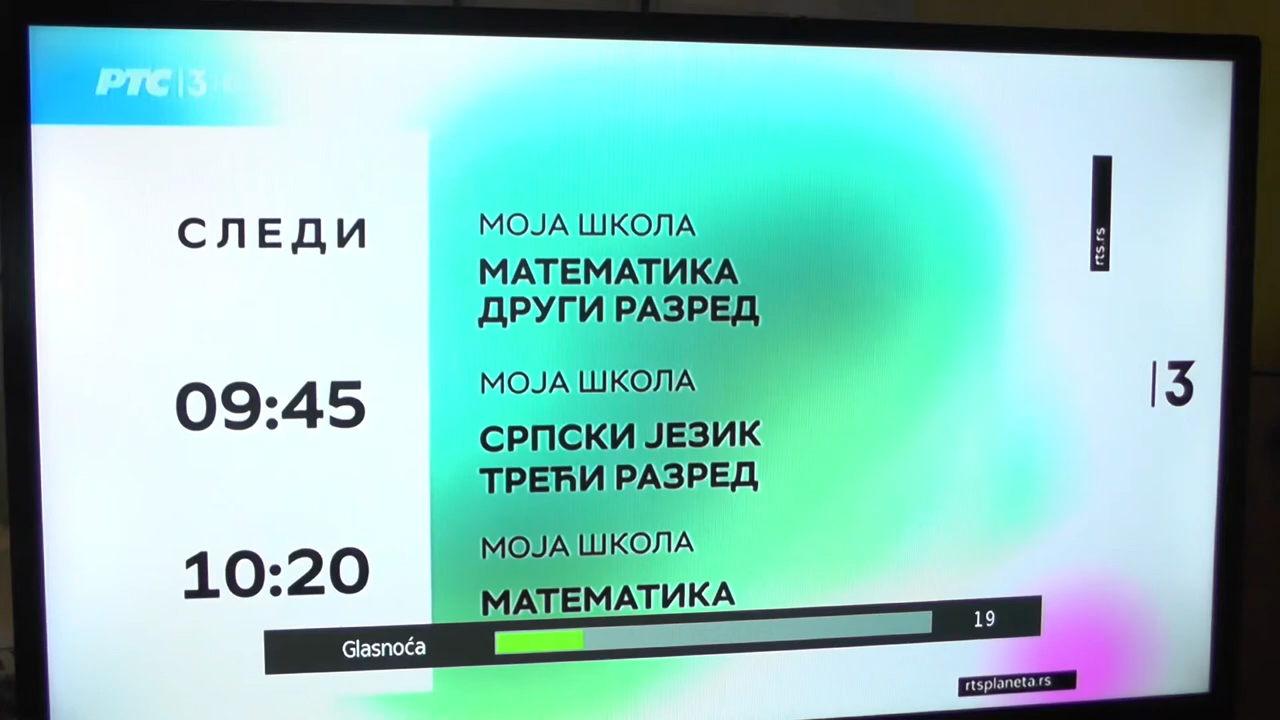 РТС|3
СЛЕДИ
МОЈА ШКОЛА
МАТЕМАТИКА
ДРУГИ РАЗРЕД
09:45
МОЈА ШКОЛА
СРПСКИ ЈЕЗИК
ТРЕЋИ РАЗРЕД
10:20
МОЈА ШКОЛА
МАТЕМАТИКА
Glasnoća
19
rts.rs
|3
rtsplaneta.rs